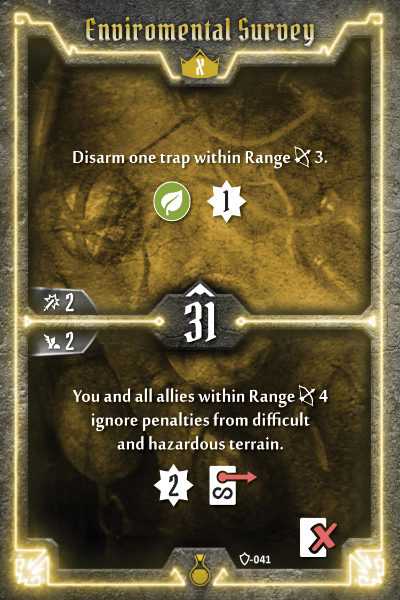 Enviromental Survey
X
Disarm one trap within Range 3.
1
2
31
2
You and all allies within Range 4
ignore penalties from difficult
and hazardous terrain.
2 S
-041